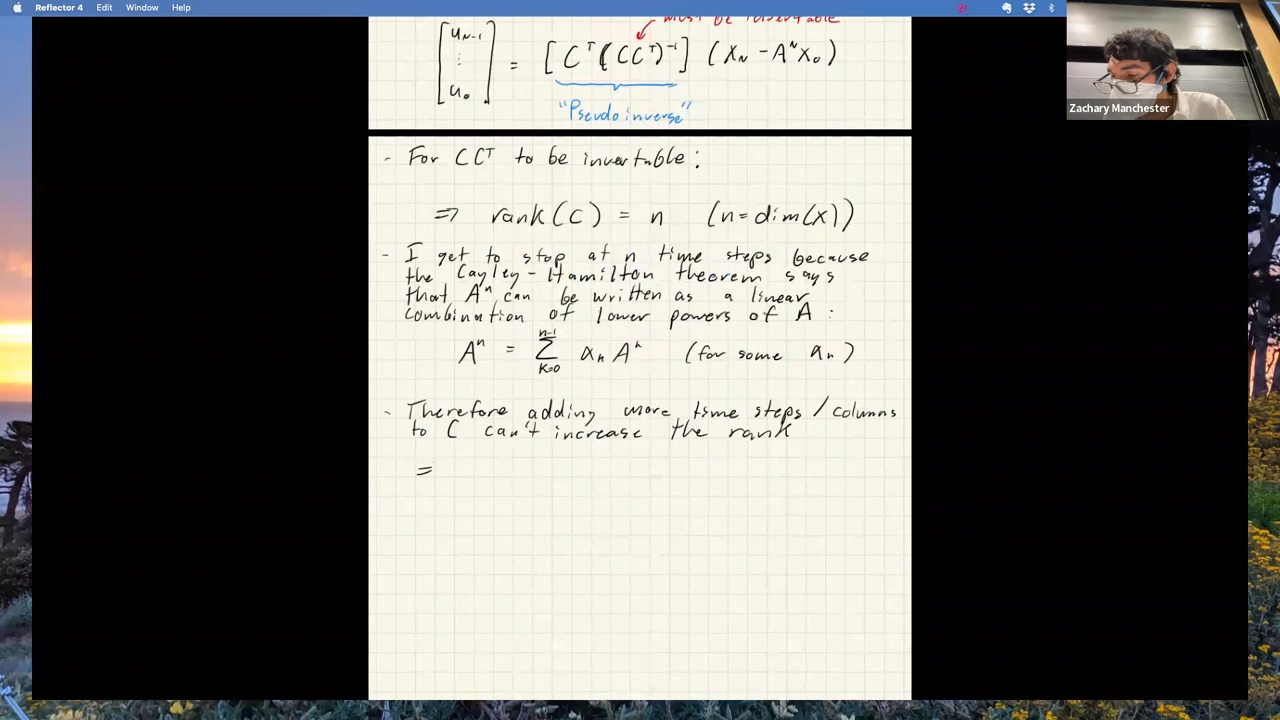 Reflector 4 Edit Window Help
must be invertable
[u_{N-1} ⋮ u_0] = [C^T(CC^T)^{-1}] (x_N - A^N x_0)
"Pseudo inverse"
Zachary Manchester
- For CC^T to be invertable:
⇒ rank(C) = n (n = dim(x))
- I get to stop at n time steps because
the Cayley-Hamilton theorem says
that A^n can be written as a linear
combination of lower powers of A :
A^n = ∑_{k=0}^{n-1} α_k A^k (for some α_k)
- Therefore adding more time steps/columns
to C can't increase the rank
=